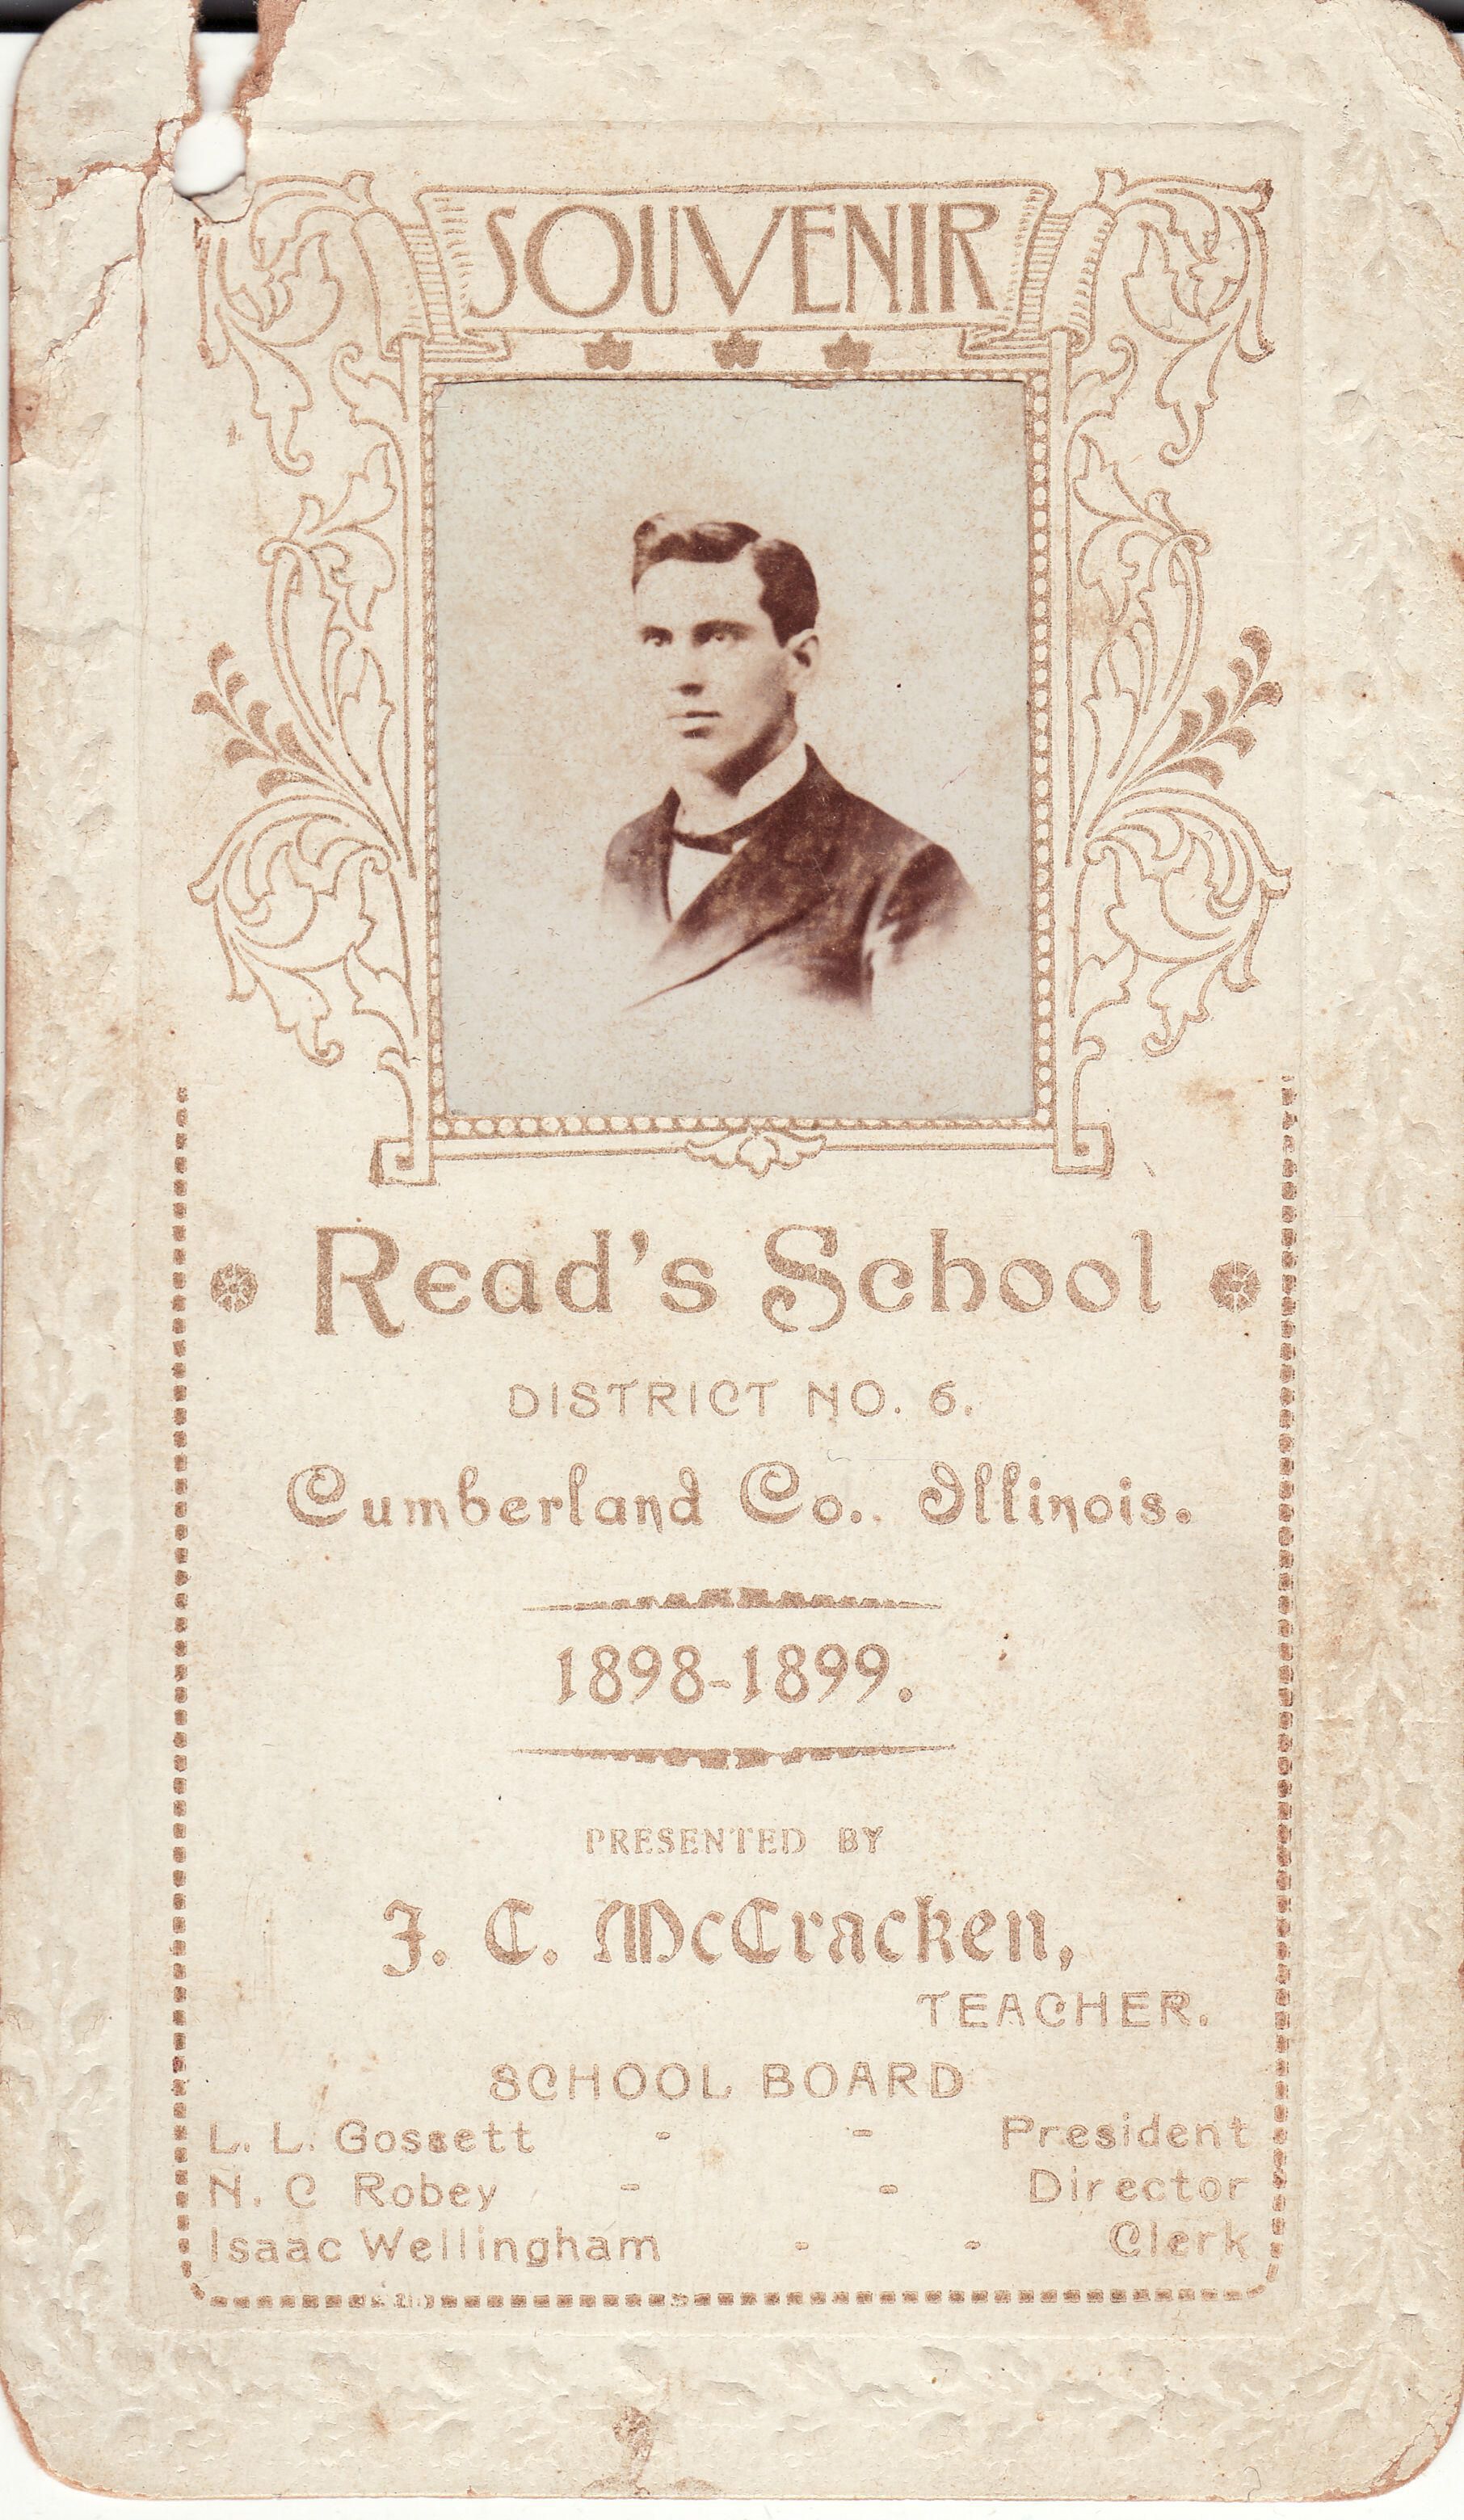 SOUVENIR
Read's School
DISTRICT NO. 6.
Cumberland Co. Illinois.
1898-1899.
PRESENTED BY
J. C. McCracken,
TEACHER.
SCHOOL BOARD
L. L. Gossett - - President
N. C Robey - - Director
Isaac Wellingham - - Clerk